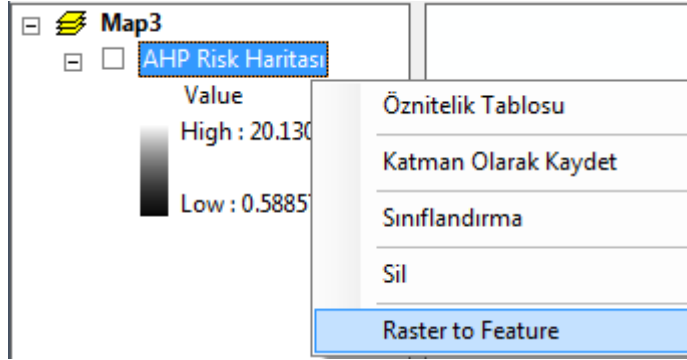 Map3
AHP Risk Haritası
Value
High : 20.130
Low : 0.5885
Öznitelik Tablosu
Katman Olarak Kaydet
Sınıflandırma
Sil
Raster to Feature